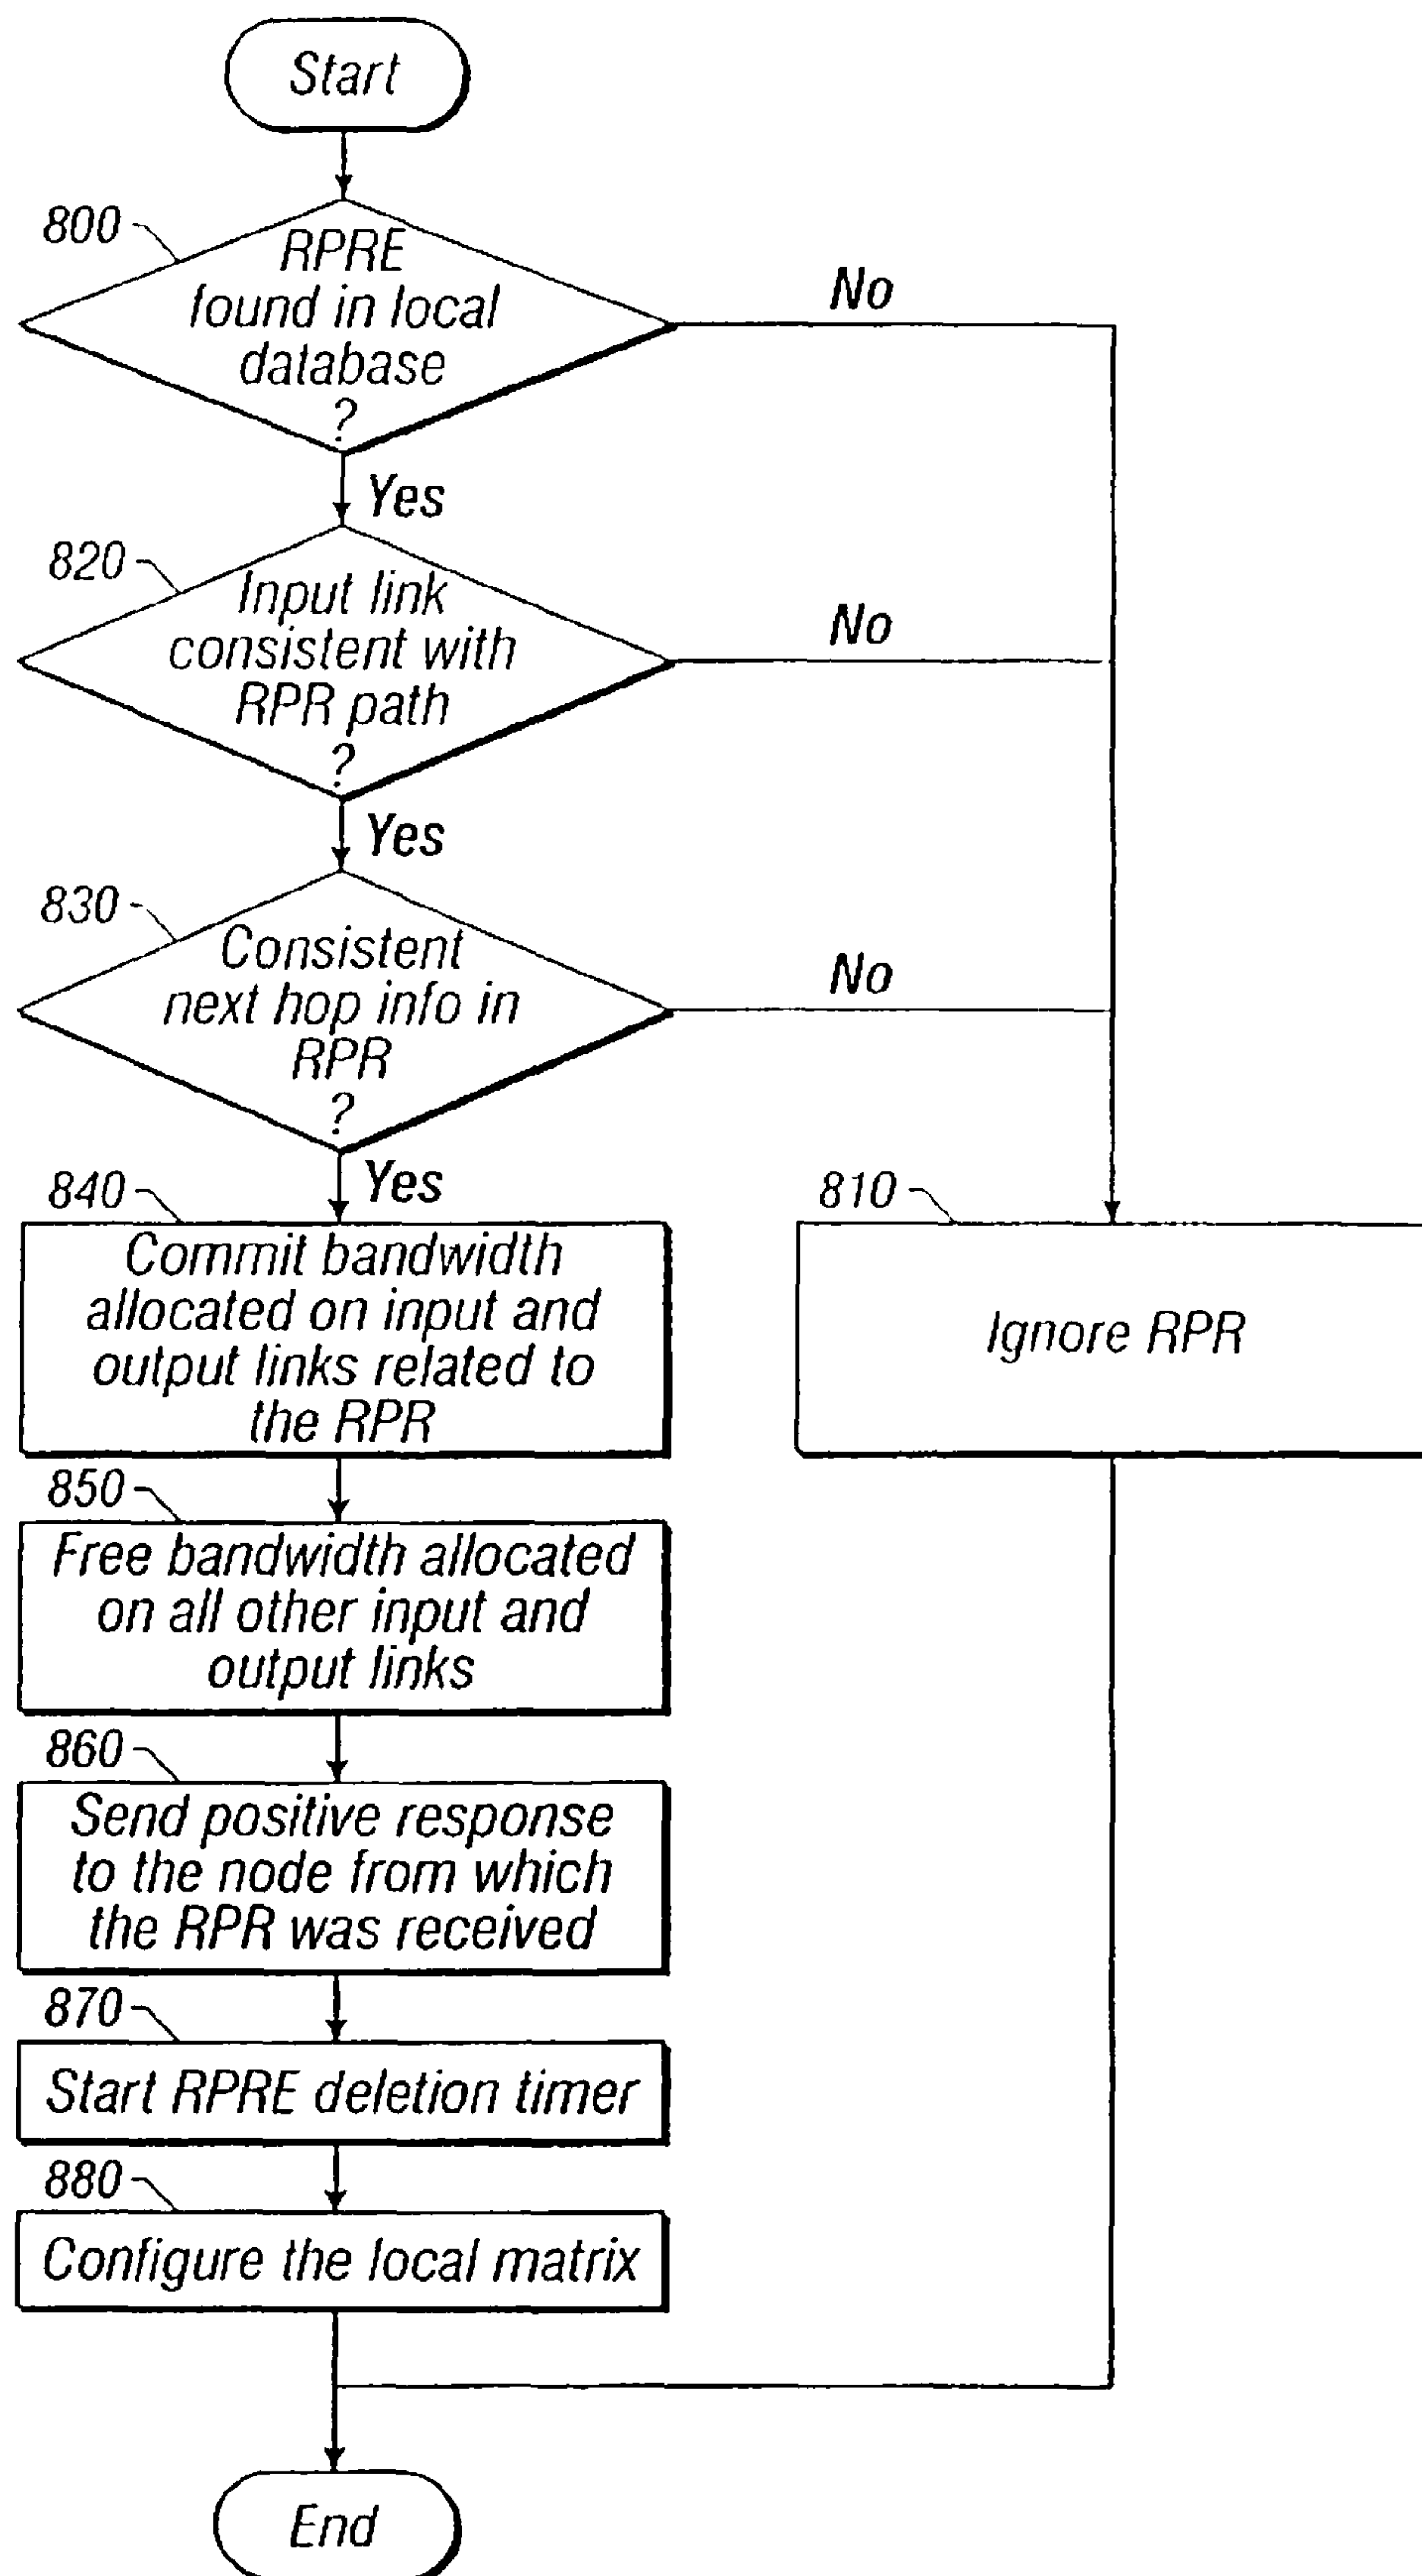 Start
800
RPRE
found in local
database
?
No
Yes
820
Input link
consistent with
RPR path
?
No
Yes
830
Consistent
next hop info in
RPR
?
No
Yes
840
Commit bandwidth
allocated on input and
output links related to
the RPR
810
Ignore RPR
850
Free bandwidth allocated
on all other input and
output links
860
Send positive response
to the node from which
the RPR was received
870
Start RPRE deletion timer
880
Configure the local matrix
End